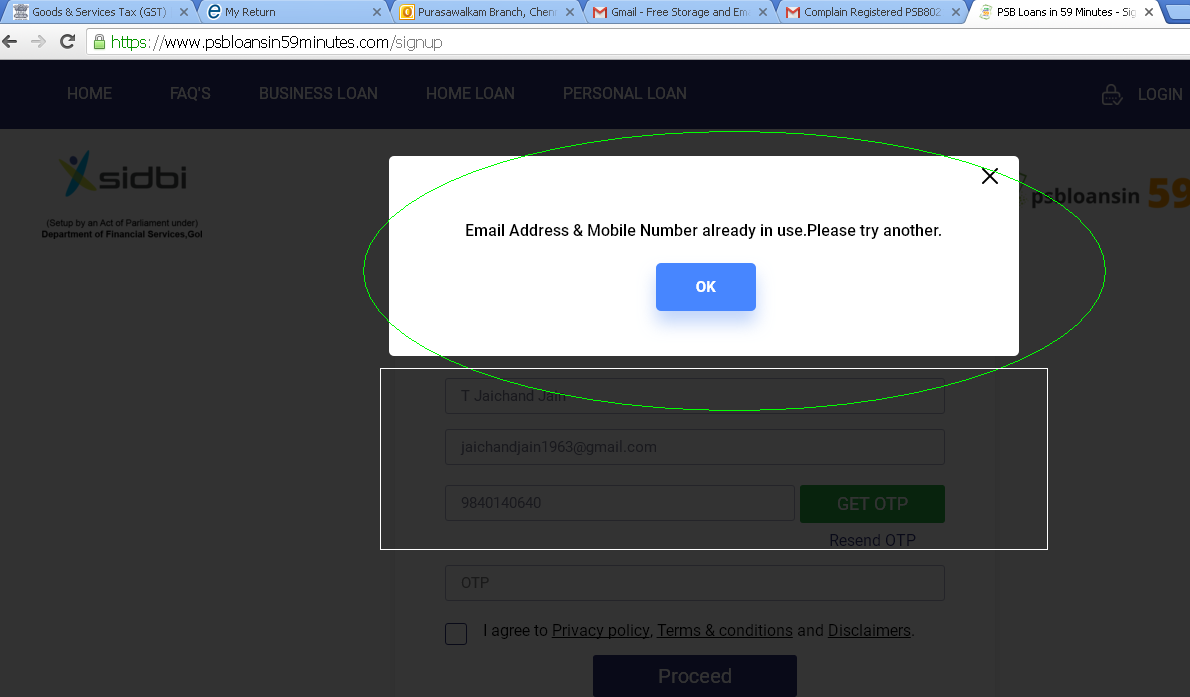 Goods & Services Tax (GST)
My Return
Purasawalkam Branch, Chenn
Gmail - Free Storage and Em
Complain Registered PSB802
PSB Loans in 59 Minutes - Sig
https://www.psbloansin59minutes.com/signup
HOME FAQ'S BUSINESS LOAN HOME LOAN PERSONAL LOAN LOGIN
sidbi
(Setup by an Act of Parliament under)
Department of Financial Services,GoI
psbloansin 59
Email Address & Mobile Number already in use.Please try another.
OK
T Jaichand Jain
jaichandjain1963@gmail.com
9840140640 GET OTP
Resend OTP
OTP
I agree to Privacy policy, Terms & conditions and Disclaimers.
Proceed